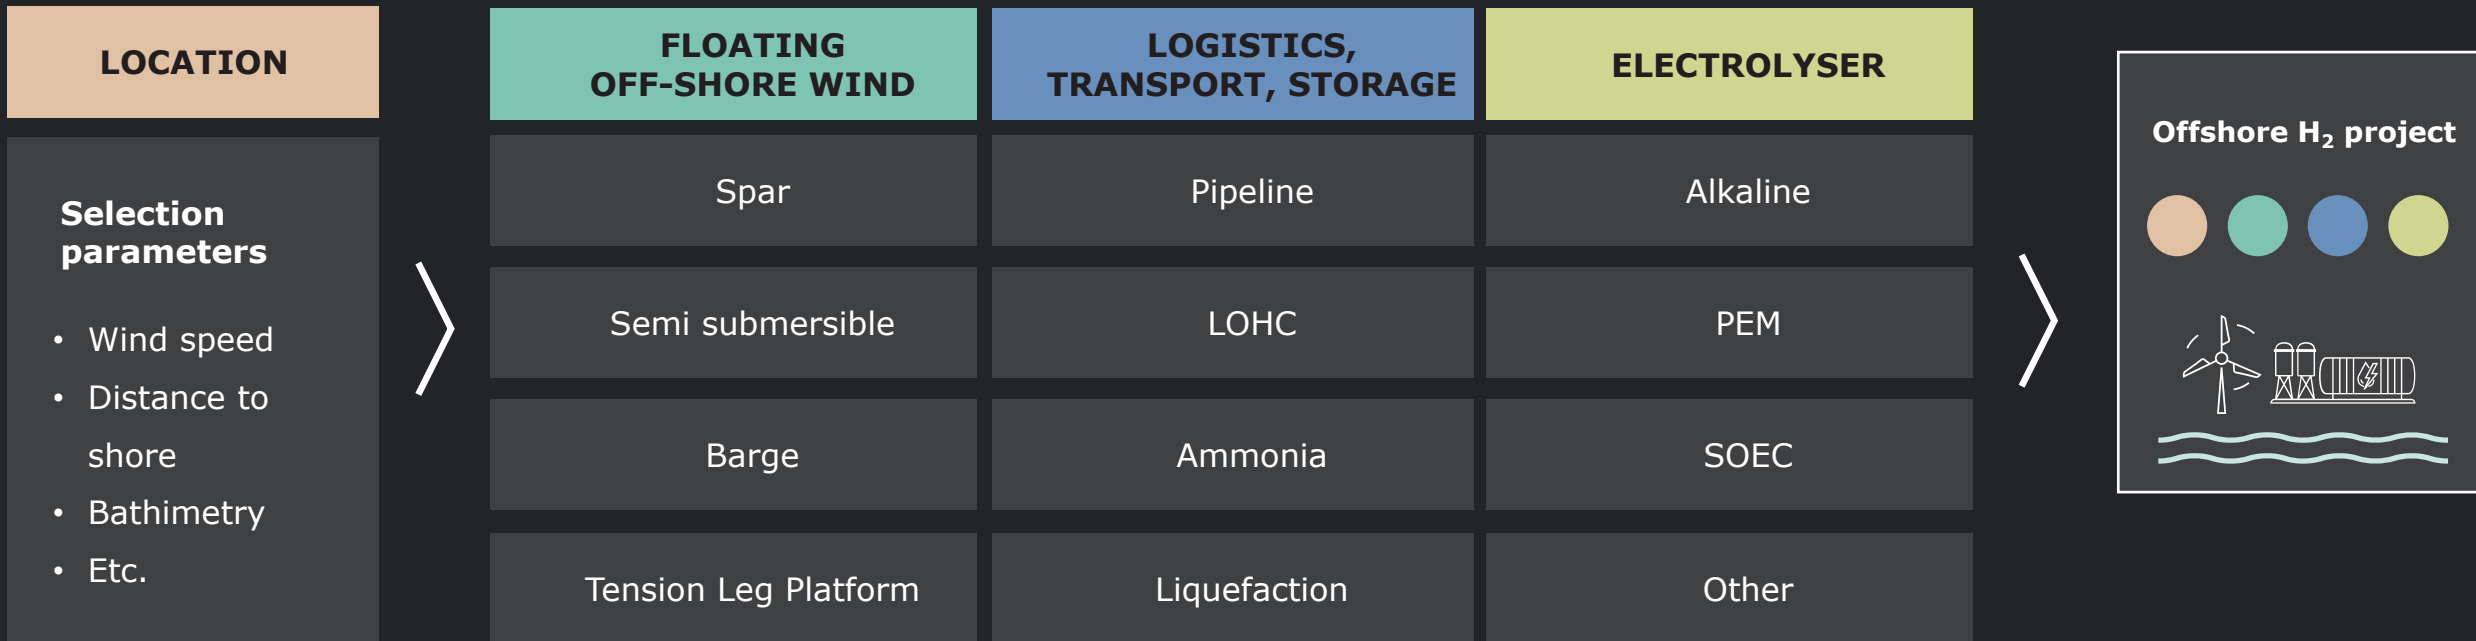 LOCATION
Selection
parameters
• Wind speed
• Distance to
shore
• Bathimetry
• Etc.
FLOATING
OFF-SHORE WIND
Spar
Semi submersible
Barge
Tension Leg Platform
LOGISTICS,
TRANSPORT, STORAGE
Pipeline
LOHC
Ammonia
Liquefaction
ELECTROLYSER
Alkaline
PEM
SOEC
Other
Offshore H₂ project